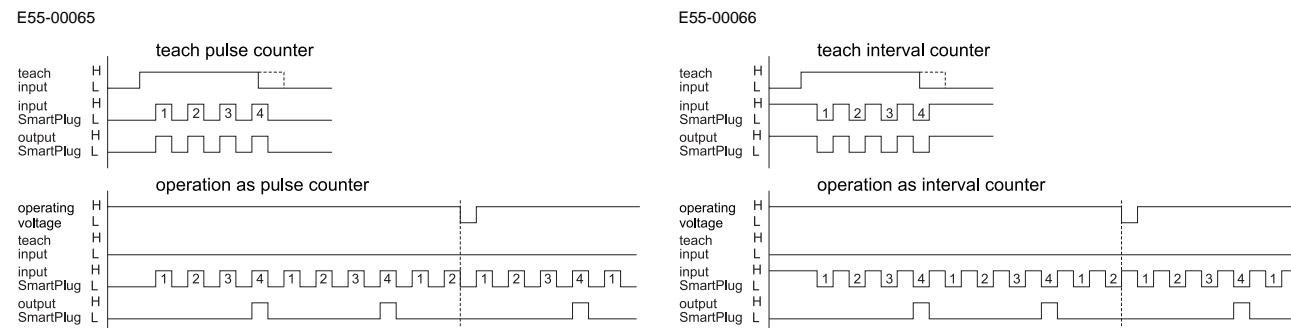 E55-00065
teach pulse counter
teach H
input L
input H
SmartPlug L 1 2 3 4
output H
SmartPlug L
operation as pulse counter
operating H
voltage L
teach H
input L
input H
SmartPlug L 1 2 3 4 1 2 3 4 1 2 1 2 3 4 1
output H
SmartPlug L
E55-00066
teach interval counter
teach H
input L
input H
SmartPlug L 1 2 3 4
output H
SmartPlug L
operation as interval counter
operating H
voltage L
teach H
input L
input H
SmartPlug L 1 2 3 4 1 2 3 4 1 2 1 2 3 4 1
output H
SmartPlug L